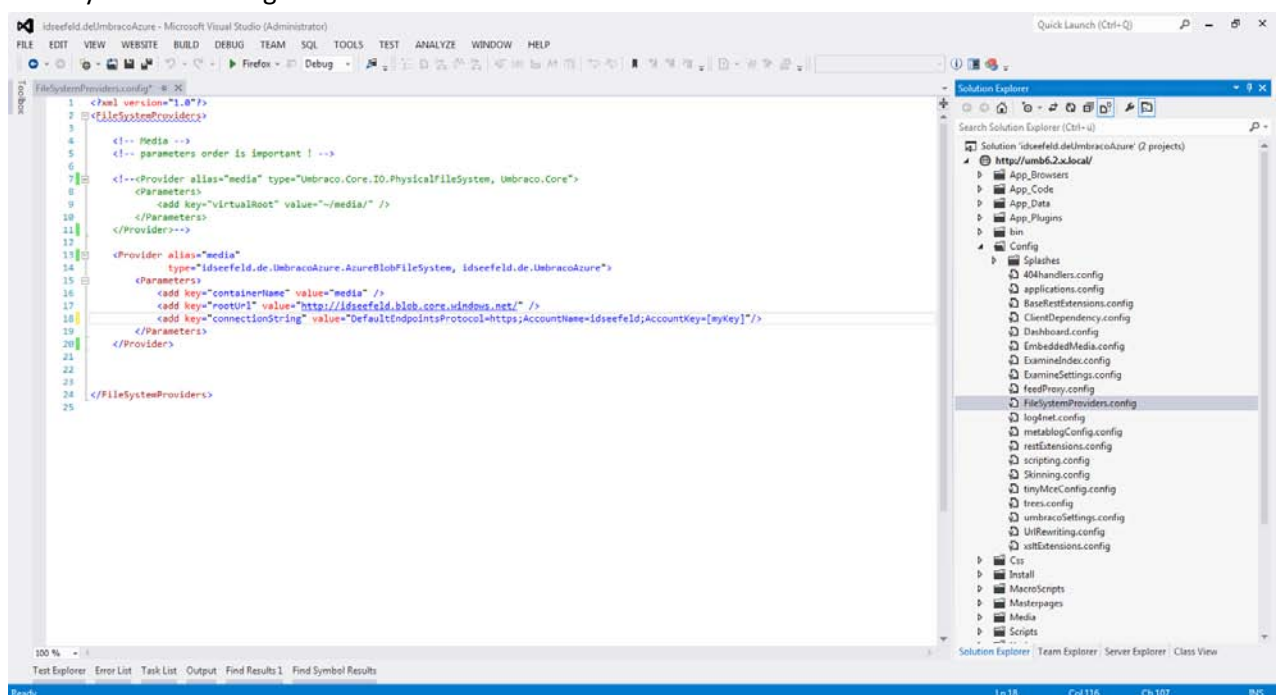 idseefeld.deUmbracoAzure - Microsoft Visual Studio (Administrator)
Quick Launch (Ctrl+Q)
FILE EDIT VIEW WEBSITE BUILD DEBUG TEAM SQL TOOLS TEST ANALYZE WINDOW HELP
Firefox
Debug
Toolbox
FileSystemProviders.config*
1 <?xml version="1.0"?>
2 <FileSystemProviders>
3
4 <!-- Media -->
5 <!-- parameters order is important ! -->
6
7 <!--<Provider alias="media" type="Umbraco.Core.IO.PhysicalFileSystem, Umbraco.Core">
8 <Parameters>
9 <add key="virtualRoot" value="~/media/" />
10 </Parameters>
11 </Provider>-->
12
13 <Provider alias="media"
14 type="idseefeld.de.UmbracoAzure.AzureBlobFileSystem, idseefeld.de.UmbracoAzure">
15 <Parameters>
16 <add key="containerName" value="media" />
17 <add key="rootUrl" value="http://idseefeld.blob.core.windows.net/" />
18 <add key="connectionString" value="DefaultEndpointsProtocol=https;AccountName=idseefeld;AccountKey=[myKey]"/>
19 </Parameters>
20 </Provider>
21
22
23
24 </FileSystemProviders>
25
100 %
Solution Explorer
Search Solution Explorer (Ctrl+ü)
Solution 'idseefeld.deUmbracoAzure' (2 projects)
http://umb6.2.x.local/
App_Browsers
App_Code
App_Data
App_Plugins
bin
Config
Splashes
404handlers.config
applications.config
BaseRestExtensions.config
ClientDependency.config
Dashboard.config
EmbeddedMedia.config
ExamineIndex.config
ExamineSettings.config
feedProxy.config
FileSystemProviders.config
log4net.config
metablogConfig.config
restExtensions.config
scripting.config
Skinning.config
tinyMceConfig.config
trees.config
umbracoSettings.config
UrlRewriting.config
xsltExtensions.config
Css
Install
MacroScripts
Masterpages
Media
Scripts
Solution Explorer Team Explorer Server Explorer Class View
Test Explorer Error List Task List Output Find Results 1 Find Symbol Results
Ready
Ln 18 Col 116 Ch 107 INS